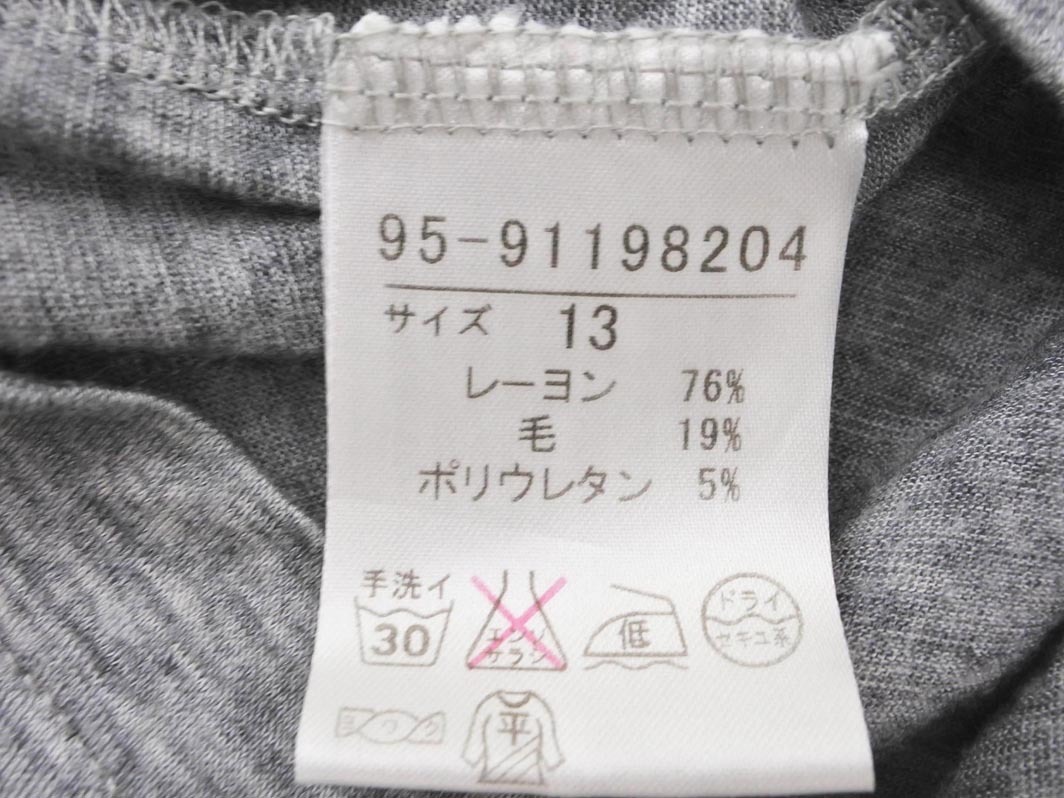 95-91198204
サイズ 13
レーヨン 76%
毛 19%
ポリウレタン 5%
手洗イ
30
エンソ
サラシ
低
ドライ
セキユ系
ヨワク
平